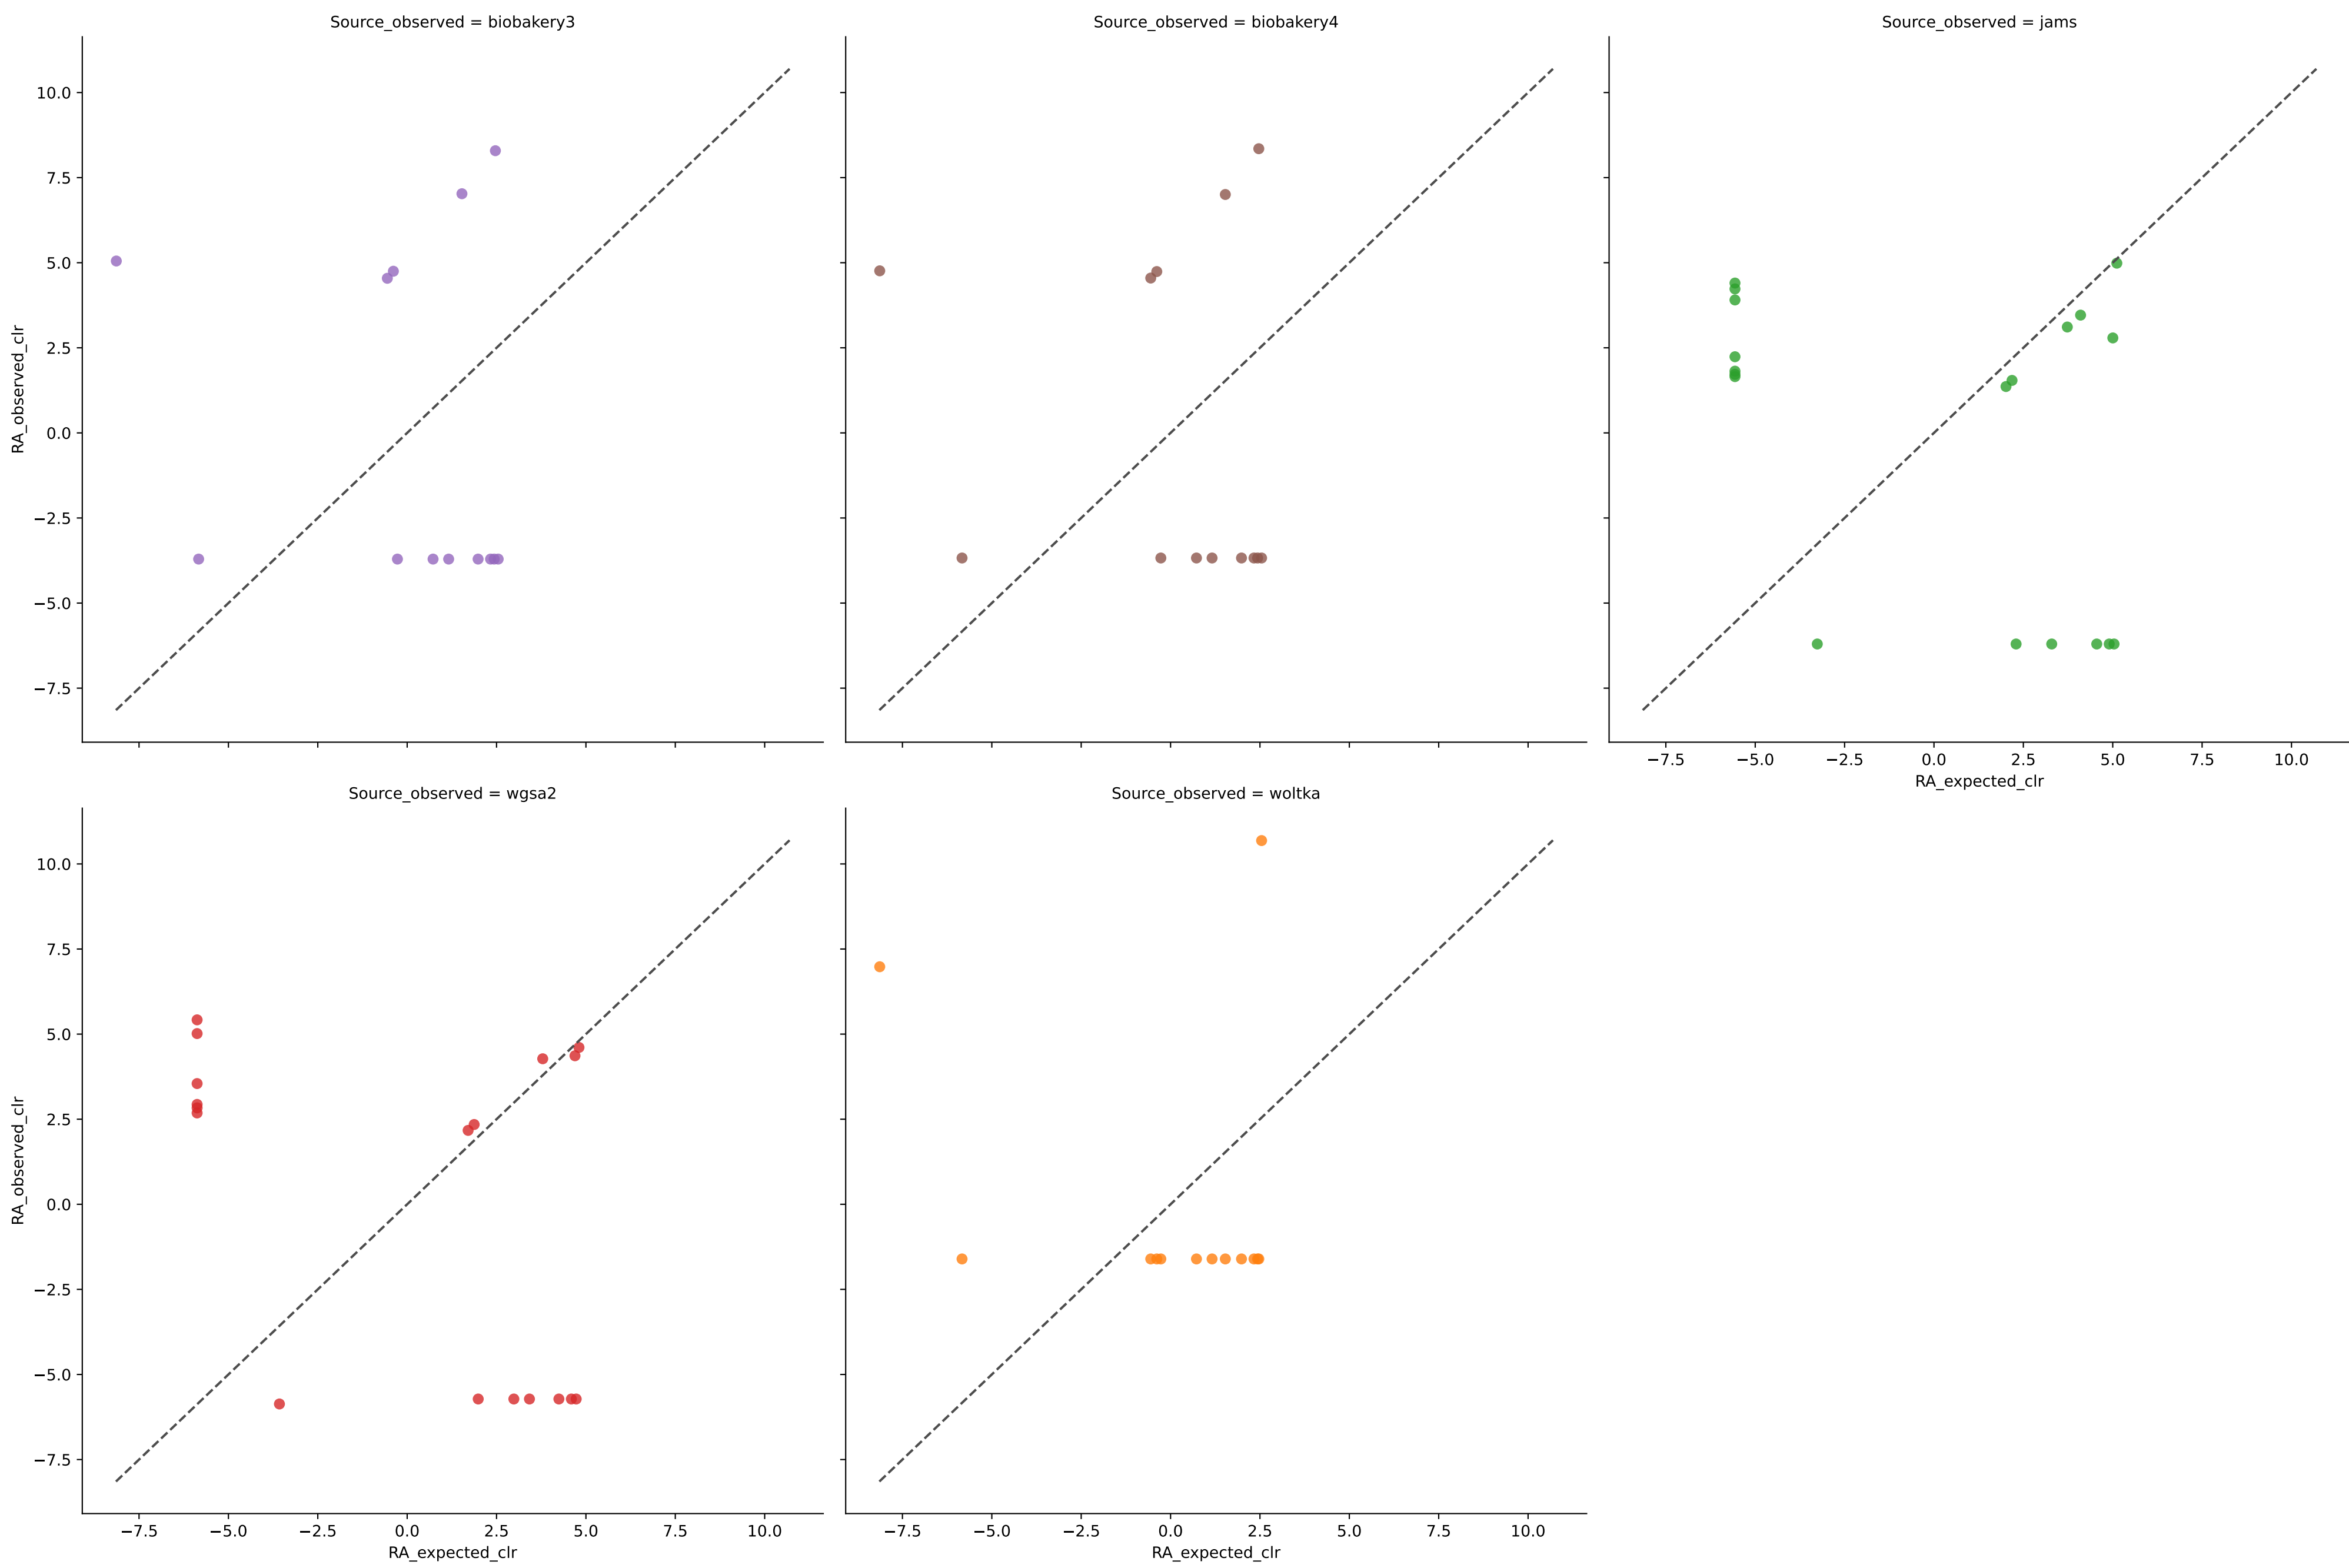 Source_observed = biobakery3
Source_observed = biobakery4
Source_observed = jams
10.0
7.5
5.0
2.5
0.0
−2.5
−5.0
−7.5
RA_observed_clr
−7.5 −5.0 −2.5 0.0 2.5 5.0 7.5 10.0
RA_expected_clr
Source_observed = wgsa2
Source_observed = woltka
10.0
7.5
5.0
2.5
0.0
−2.5
−5.0
−7.5
RA_observed_clr
−7.5 −5.0 −2.5 0.0 2.5 5.0 7.5 10.0
RA_expected_clr
−7.5 −5.0 −2.5 0.0 2.5 5.0 7.5 10.0
RA_expected_clr